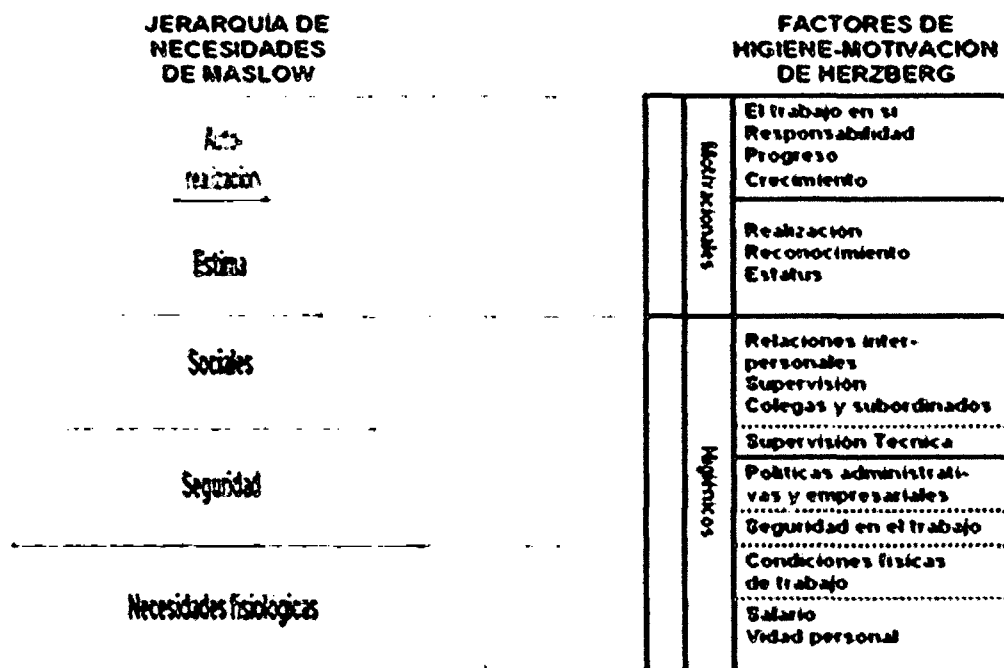 JERARQUÍA DE
NECESIDADES
DE MASLOW
Auto-
realización
Estima
Sociales
Seguridad
Necesidades fisiológicas
FACTORES DE
HIGIENE-MOTIVACIÓN
DE HERZBERG
Motivacionales
El trabajo en sí
Responsabilidad
Progreso
Crecimiento
Realización
Reconocimiento
Estatus
Higiénicos
Relaciones inter-
personales
Supervisión
Colegas y subordinados
Supervisión Tecnica
Políticas administrati-
vas y empresariales
Seguridad en el trabajo
Condiciones físicas
de trabajo
Salario
Vidad personal